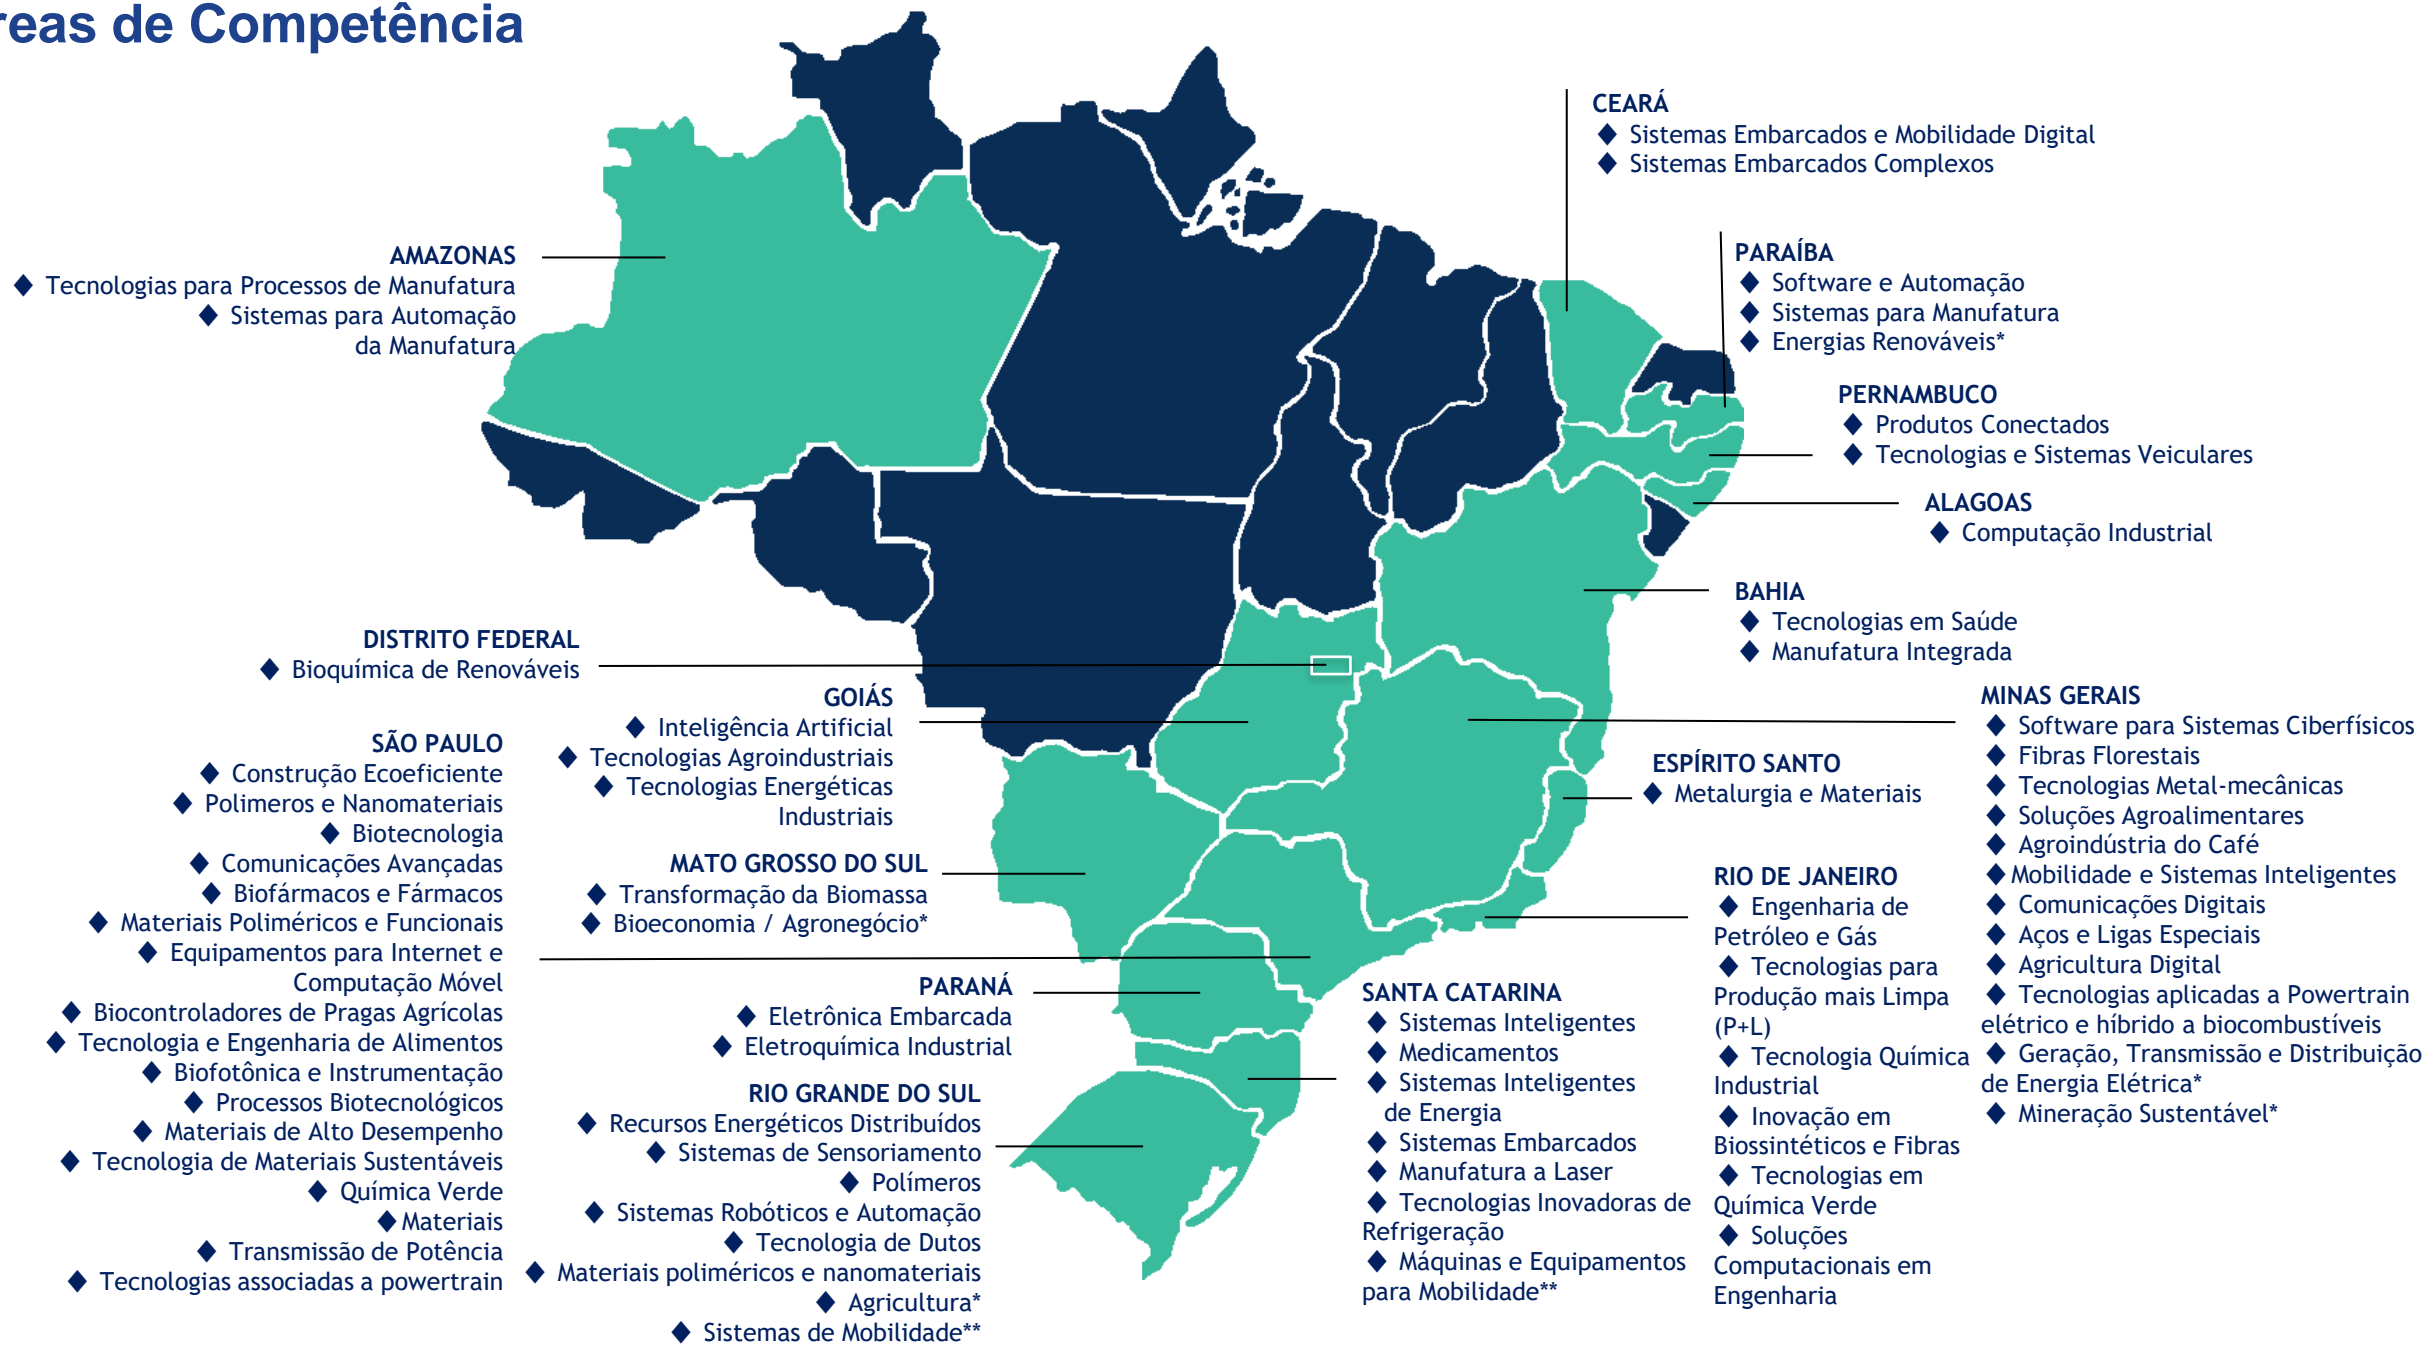 reas de Competência
AMAZONAS
◆ Tecnologias para Processos de Manufatura
◆ Sistemas para Automação
da Manufatura
CEARÁ
◆ Sistemas Embarcados e Mobilidade Digital
◆ Sistemas Embarcados Complexos
PARAÍBA
◆ Software e Automação
◆ Sistemas para Manufatura
◆ Energias Renováveis*
PERNAMBUCO
◆ Produtos Conectados
◆ Tecnologias e Sistemas Veiculares
ALAGOAS
◆ Computação Industrial
BAHIA
◆ Tecnologias em Saúde
◆ Manufatura Integrada
DISTRITO FEDERAL
◆ Bioquímica de Renováveis
GOIÁS
◆ Inteligência Artificial
◆ Tecnologias Agroindustriais
◆ Tecnologias Energéticas
Industriais
MATO GROSSO DO SUL
◆ Transformação da Biomassa
◆ Bioeconomia / Agronegócio*
SÃO PAULO
◆ Construção Ecoeficiente
◆ Polimeros e Nanomateriais
◆ Biotecnologia
◆ Comunicações Avançadas
◆ Biofármacos e Fármacos
◆ Materiais Poliméricos e Funcionais
◆ Equipamentos para Internet e
Computação Móvel
◆ Biocontroladores de Pragas Agrícolas
◆ Tecnologia e Engenharia de Alimentos
◆ Biofotônica e Instrumentação
◆ Processos Biotecnológicos
◆ Materiais de Alto Desempenho
◆ Tecnologia de Materiais Sustentáveis
◆ Química Verde
◆ Materiais
◆ Transmissão de Potência
◆ Tecnologias associadas a powertrain
PARANÁ
◆ Eletrônica Embarcada
◆ Eletroquímica Industrial
RIO GRANDE DO SUL
◆ Recursos Energéticos Distribuídos
◆ Sistemas de Sensoriamento
◆ Polímeros
◆ Sistemas Robóticos e Automação
◆ Tecnologia de Dutos
◆ Materiais poliméricos e nanomateriais
◆ Agricultura*
◆ Sistemas de Mobilidade**
SANTA CATARINA
◆ Sistemas Inteligentes
◆ Medicamentos
◆ Sistemas Inteligentes
de Energia
◆ Sistemas Embarcados
◆ Manufatura a Laser
◆ Tecnologias Inovadoras de
Refrigeração
◆ Máquinas e Equipamentos
para Mobilidade**
ESPÍRITO SANTO
◆ Metalurgia e Materiais
RIO DE JANEIRO
◆ Engenharia de
Petróleo e Gás
◆ Tecnologias para
Produção mais Limpa
(P+L)
◆ Tecnologia Química
Industrial
◆ Inovação em
Biossintéticos e Fibras
◆ Tecnologias em
Química Verde
◆ Soluções
Computacionais em
Engenharia
MINAS GERAIS
◆ Software para Sistemas Ciberfísicos
◆ Fibras Florestais
◆ Tecnologias Metal-mecânicas
◆ Soluções Agroalimentares
◆ Agroindústria do Café
◆ Mobilidade e Sistemas Inteligentes
◆ Comunicações Digitais
◆ Aços e Ligas Especiais
◆ Agricultura Digital
◆ Tecnologias aplicadas a Powertrain
elétrico e híbrido a biocombustíveis
◆ Geração, Transmissão e Distribuição
de Energia Elétrica*
◆ Mineração Sustentável*